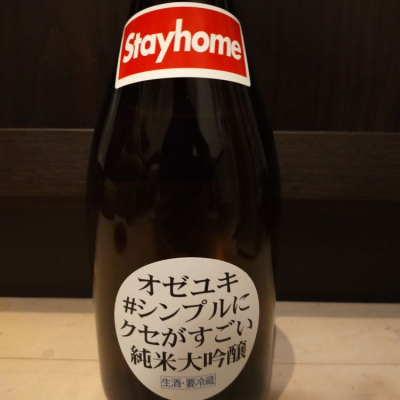 Stayhome
オゼユキ
#シンプルに
クセがすごい
純米大吟醸
生酒・要冷蔵